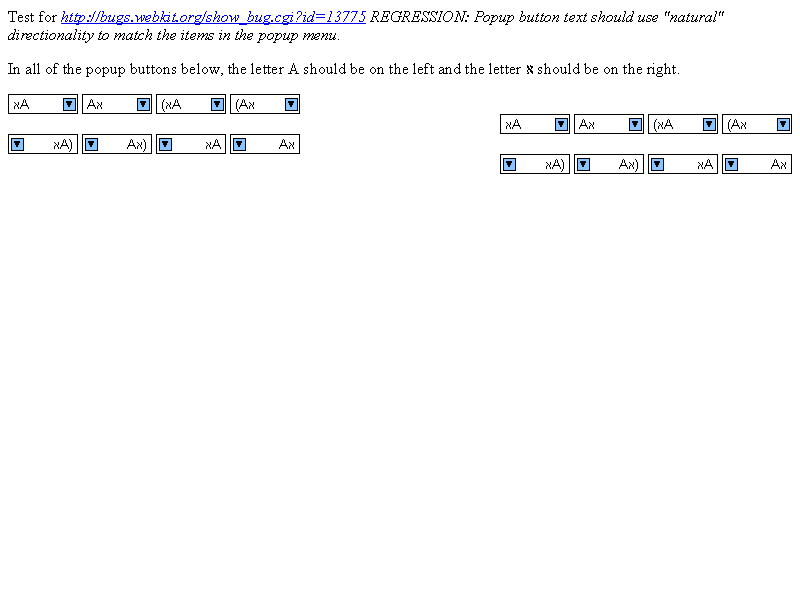 Test for http://bugs.webkit.org/show_bug.cgi?id=13775 REGRESSION: Popup button text should use "natural"
directionality to match the items in the popup menu.
In all of the popup buttons below, the letter A should be on the left and the letter א should be on the right.
אA Aא (אA (Aא
אA) Aא) אA Aא
אA Aא (אA (Aא
אA) Aא) אA Aא